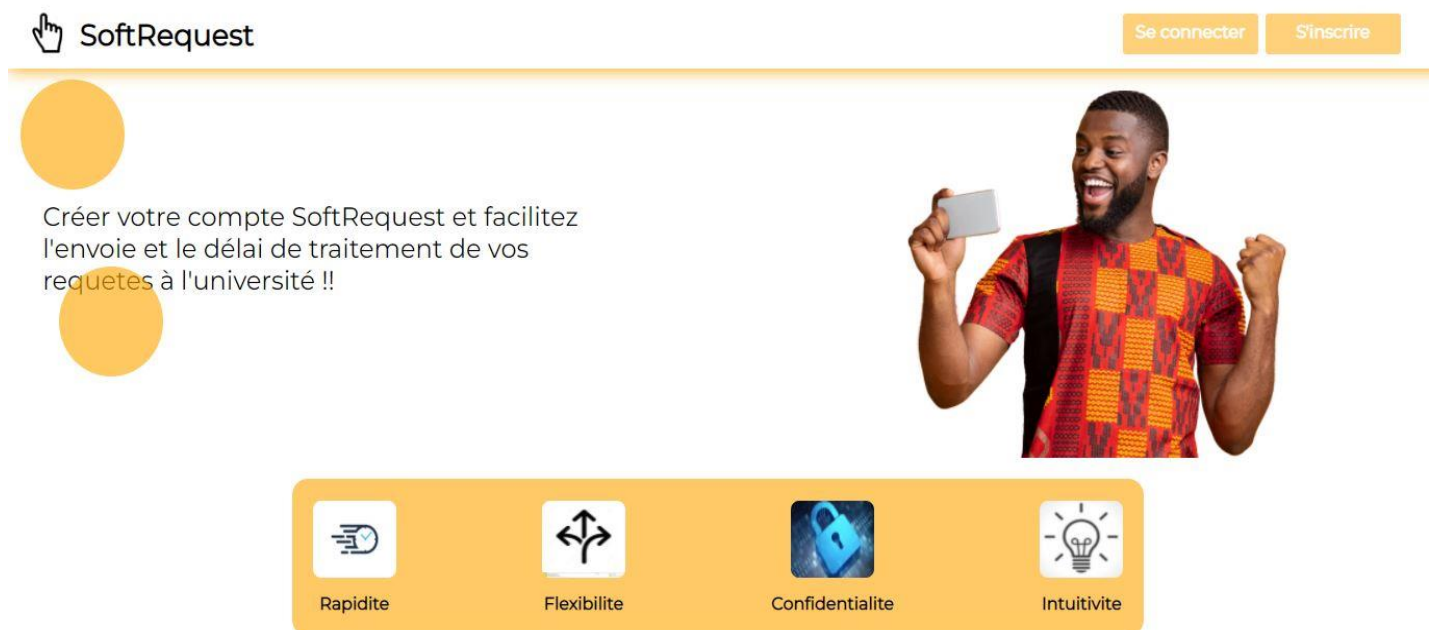 SoftRequest
Se connecter
S'inscrire
Créer votre compte SoftRequest et facilitez
l'envoie et le délai de traitement de vos
requetes à l'université !!
Rapidite
Flexibilite
Confidentialite
Intuitivite